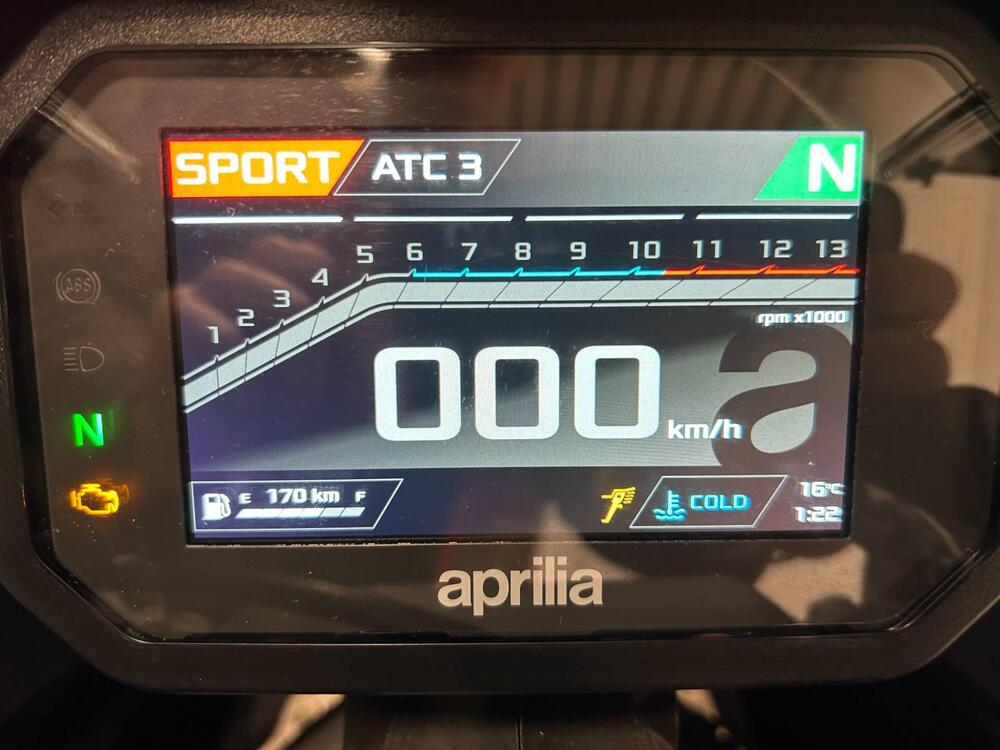 SPORT ATC 3 N
1 2 3 4 5 6 7 8 9 10 11 12 13
rpm x1000
000 km/h
a
ABS
N
E 170 km F
COLD
16°C
1:22
aprilia